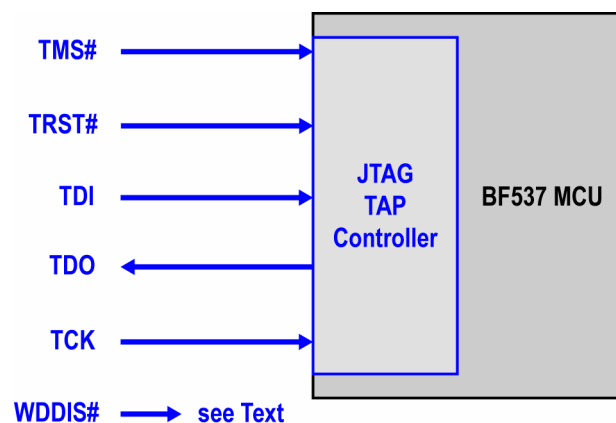 TMS#
TRST#
TDI
TDO
TCK
WDDIS#
see Text
JTAG
TAP
Controller
BF537 MCU